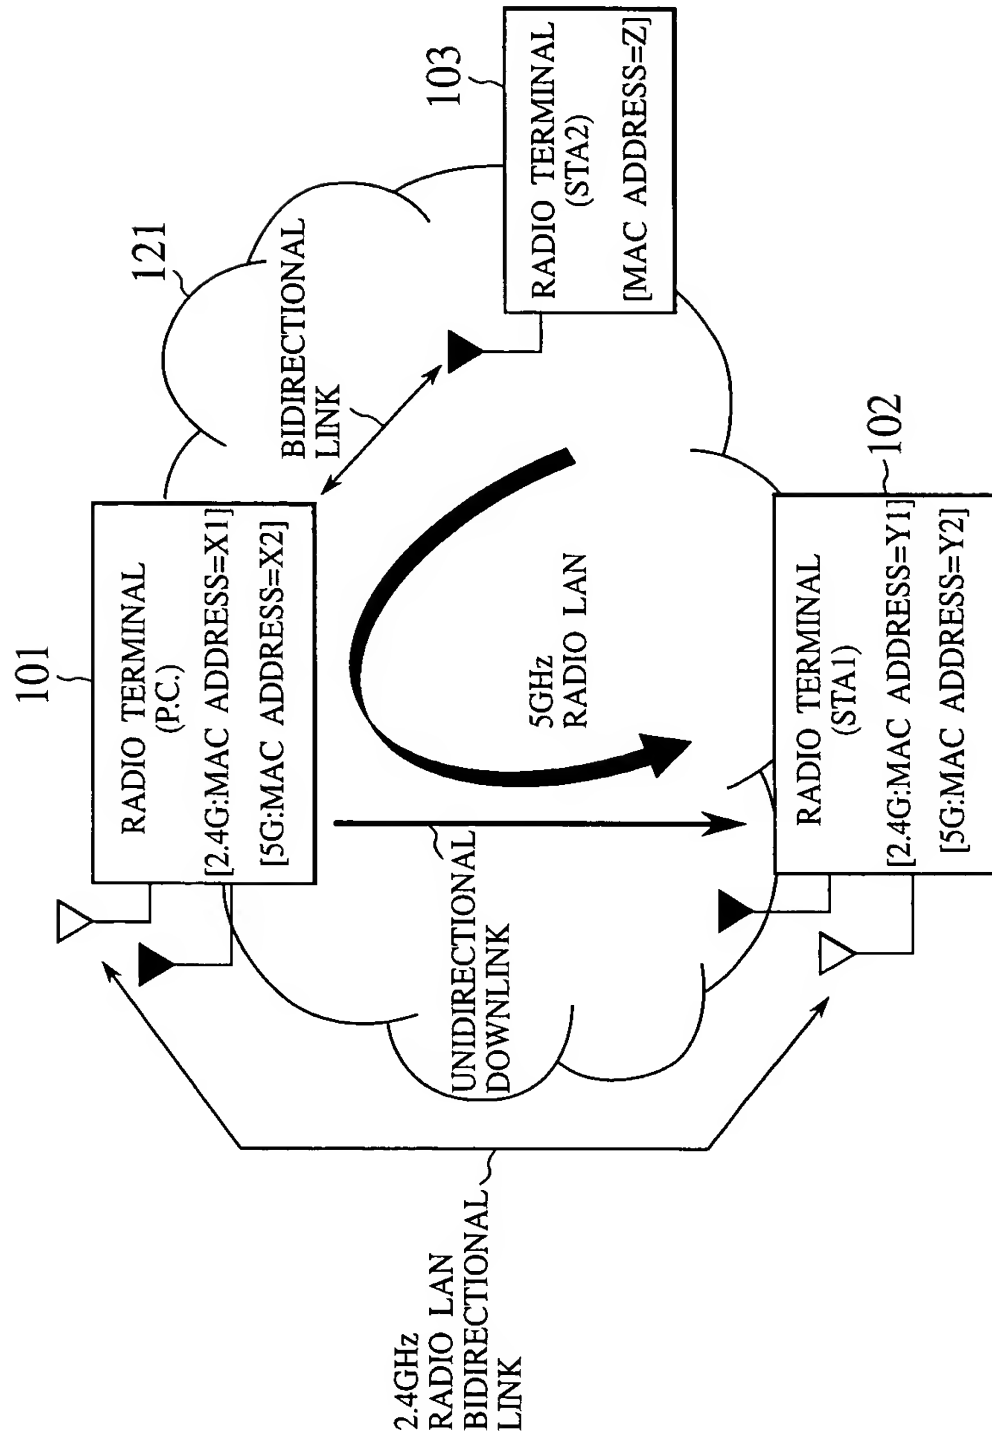 101
RADIO TERMINAL
(P.C.)
[2.4G:MAC ADDRESS=X1]
[5G:MAC ADDRESS=X2]
121
BIDIRECTIONAL
LINK
103
RADIO TERMINAL
(STA2)
[MAC ADDRESS=Z]
5GHz
RADIO LAN
UNIDIRECTIONAL
DOWNLINK
2.4GHz
RADIO LAN
BIDIRECTIONAL
LINK
102
RADIO TERMINAL
(STA1)
[2.4G:MAC ADDRESS=Y1]
[5G:MAC ADDRESS=Y2]